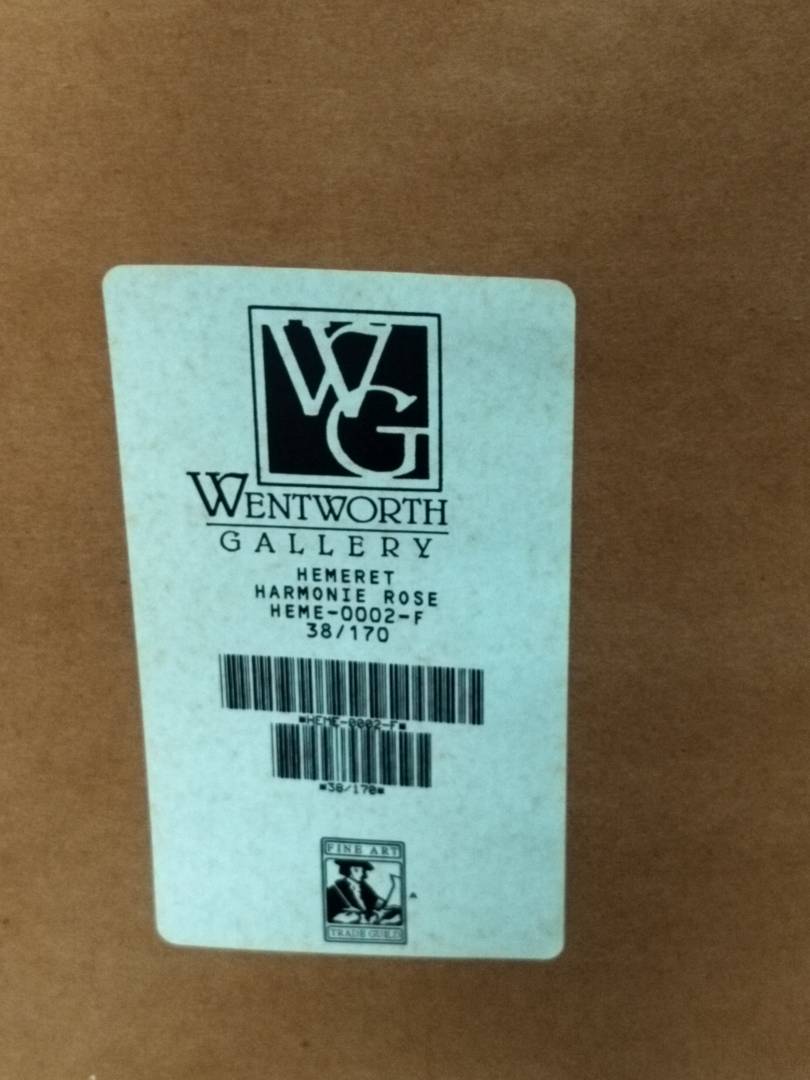 WG
WENTWORTH
GALLERY
HEMERET
HARMONIE ROSE
HEME-0002-F
38/170
*HEME-0002-F*
*38/170*
FINE ART
TRADE GUILD